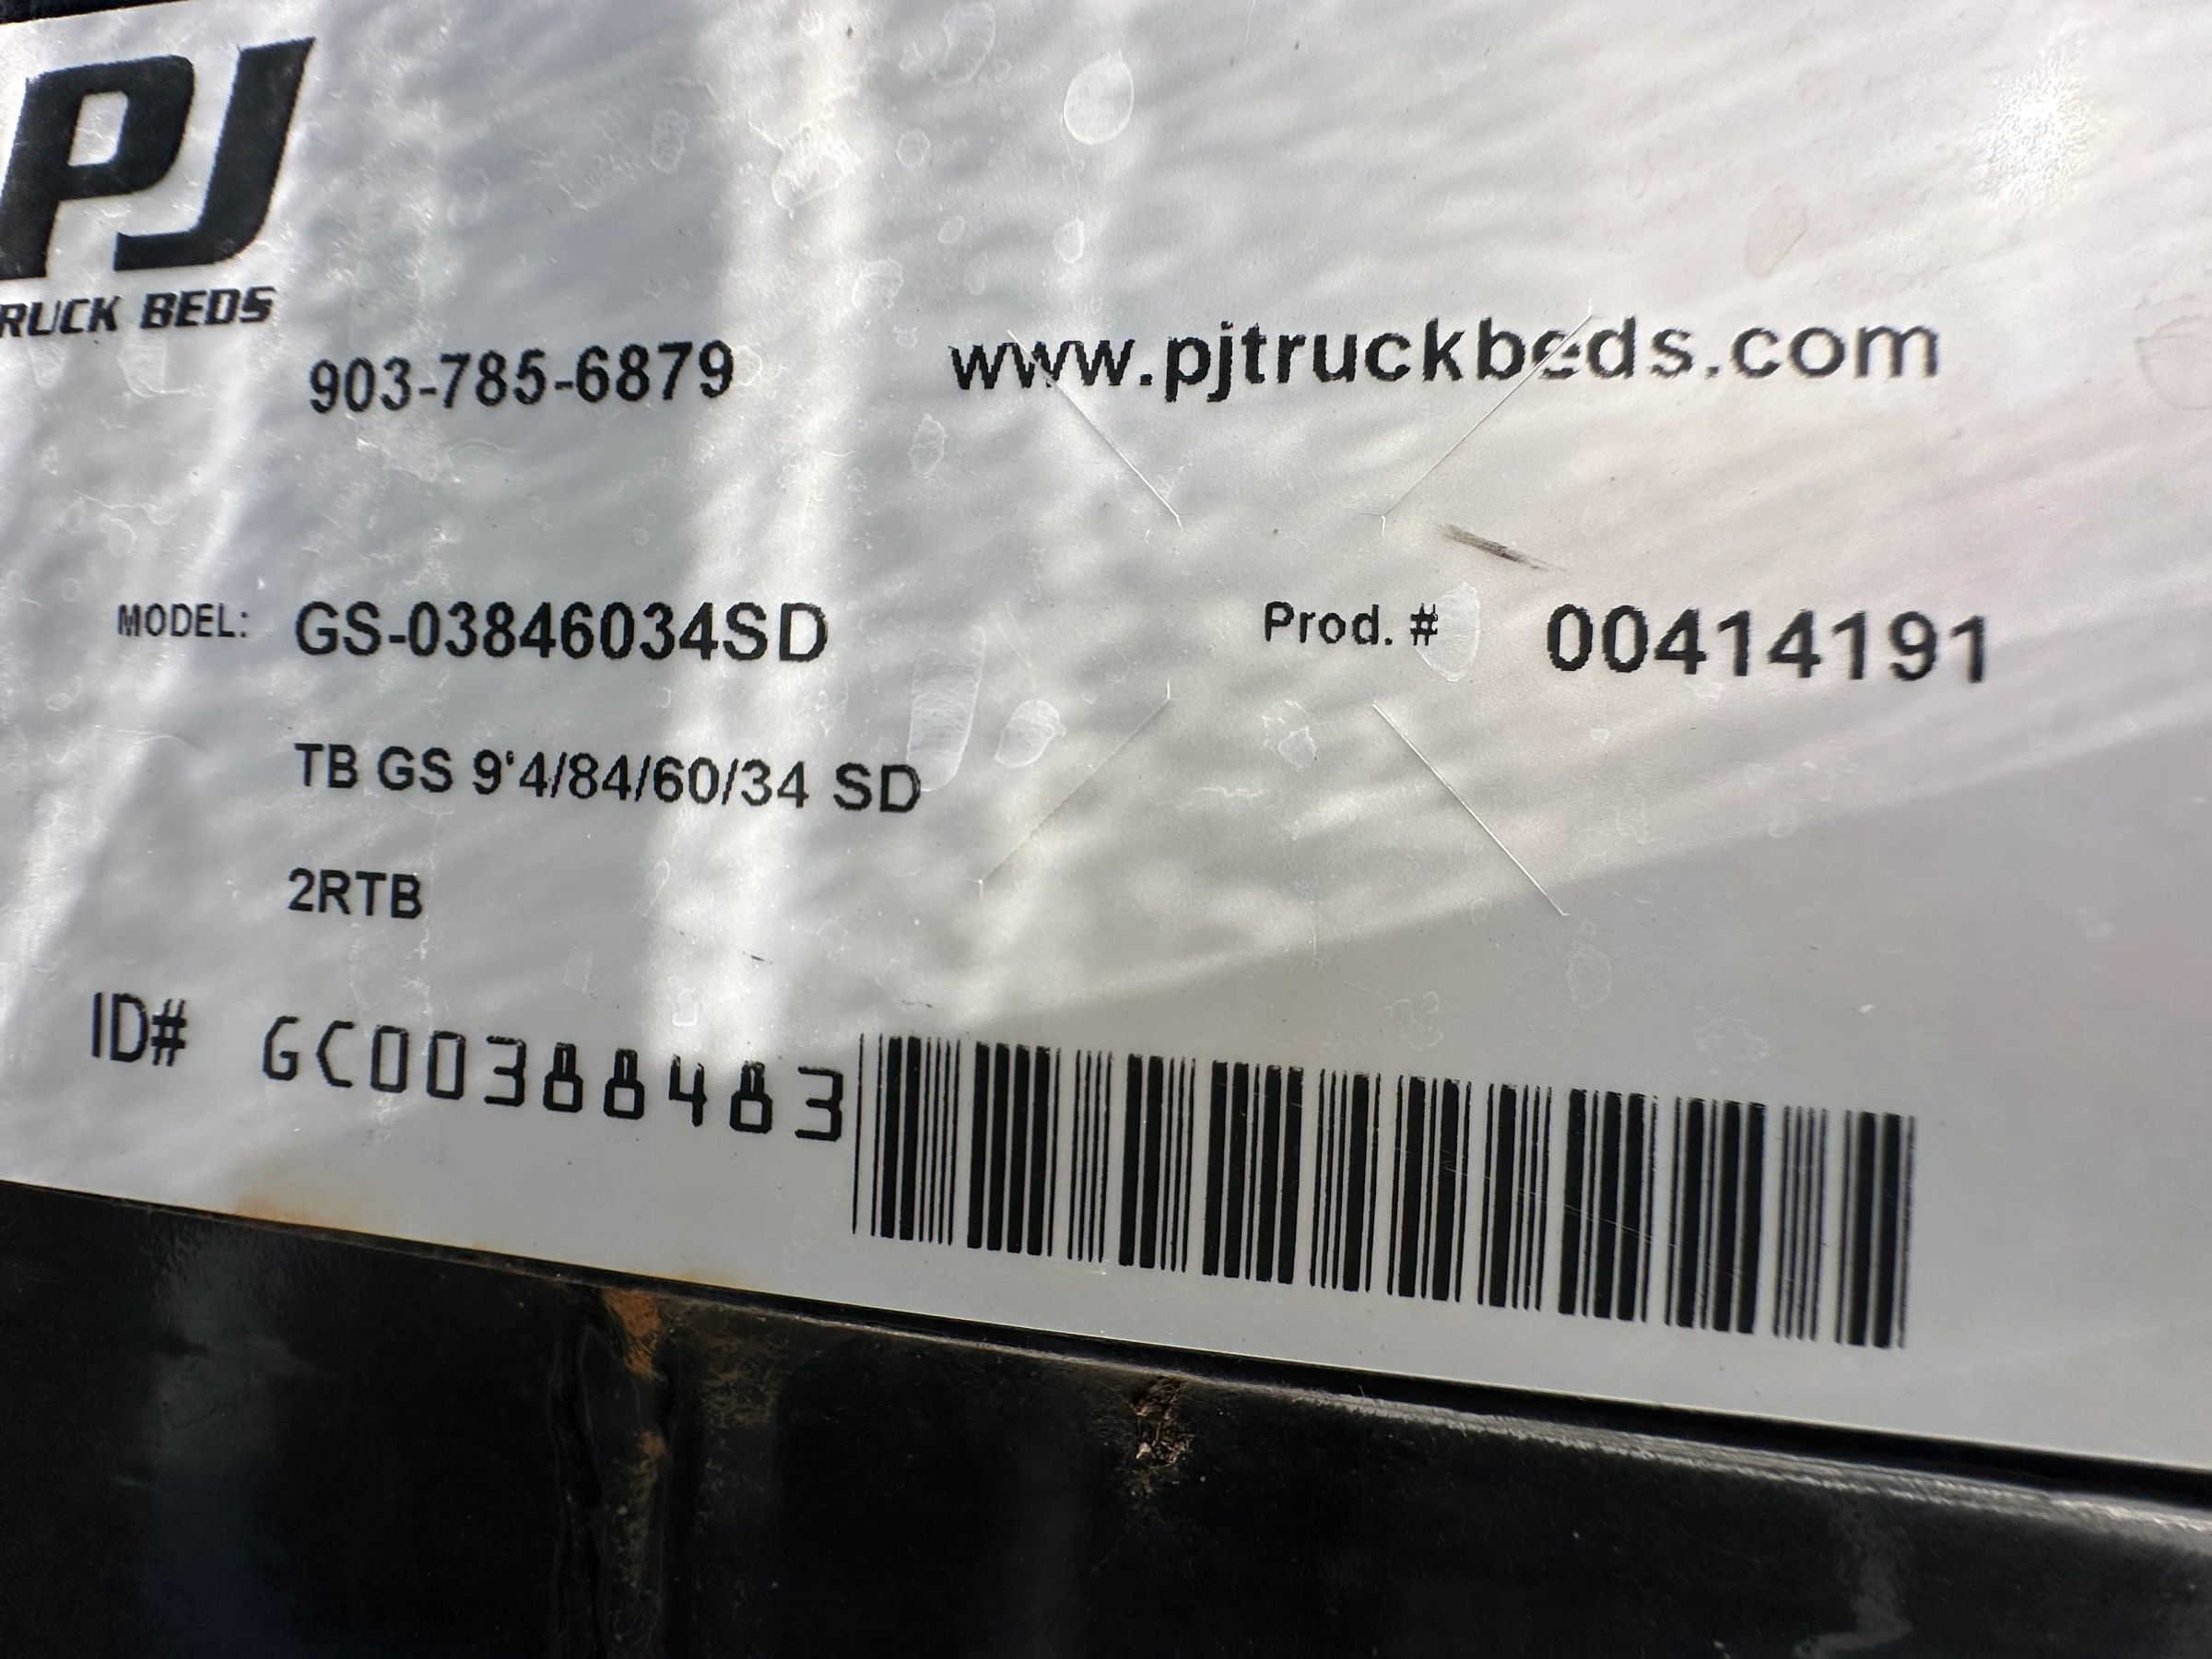 PJ
RUCK BEDS
903-785-6879 www.pjtruckbeds.com
MODEL: GS-03846034SD Prod. # 00414191
TB GS 9'4/84/60/34 SD
2RTB
ID# GC00388483